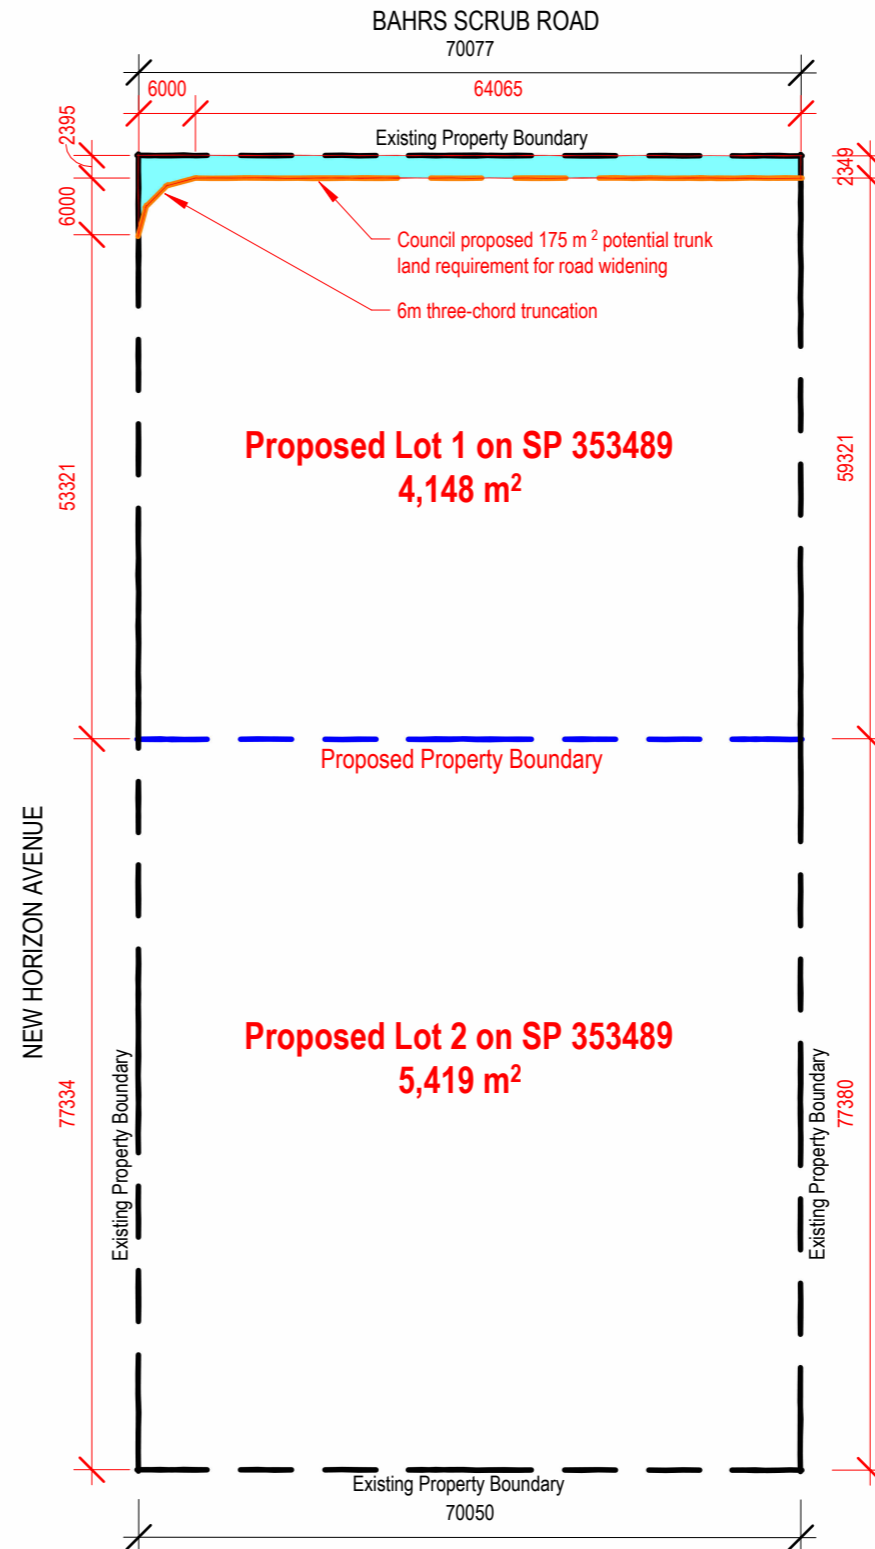 BAHRS SCRUB ROAD
70077
6000
64065
2395
Existing Property Boundary
2349
6000
Council proposed 175 m² potential trunk
land requirement for road widening
6m three-chord truncation
Proposed Lot 1 on SP 353489
4,148 m²
53321
59321
Proposed Property Boundary
NEW HORIZON AVENUE
Proposed Lot 2 on SP 353489
5,419 m²
77334
Existing Property Boundary
Existing Property Boundary
77380
Existing Property Boundary
70050